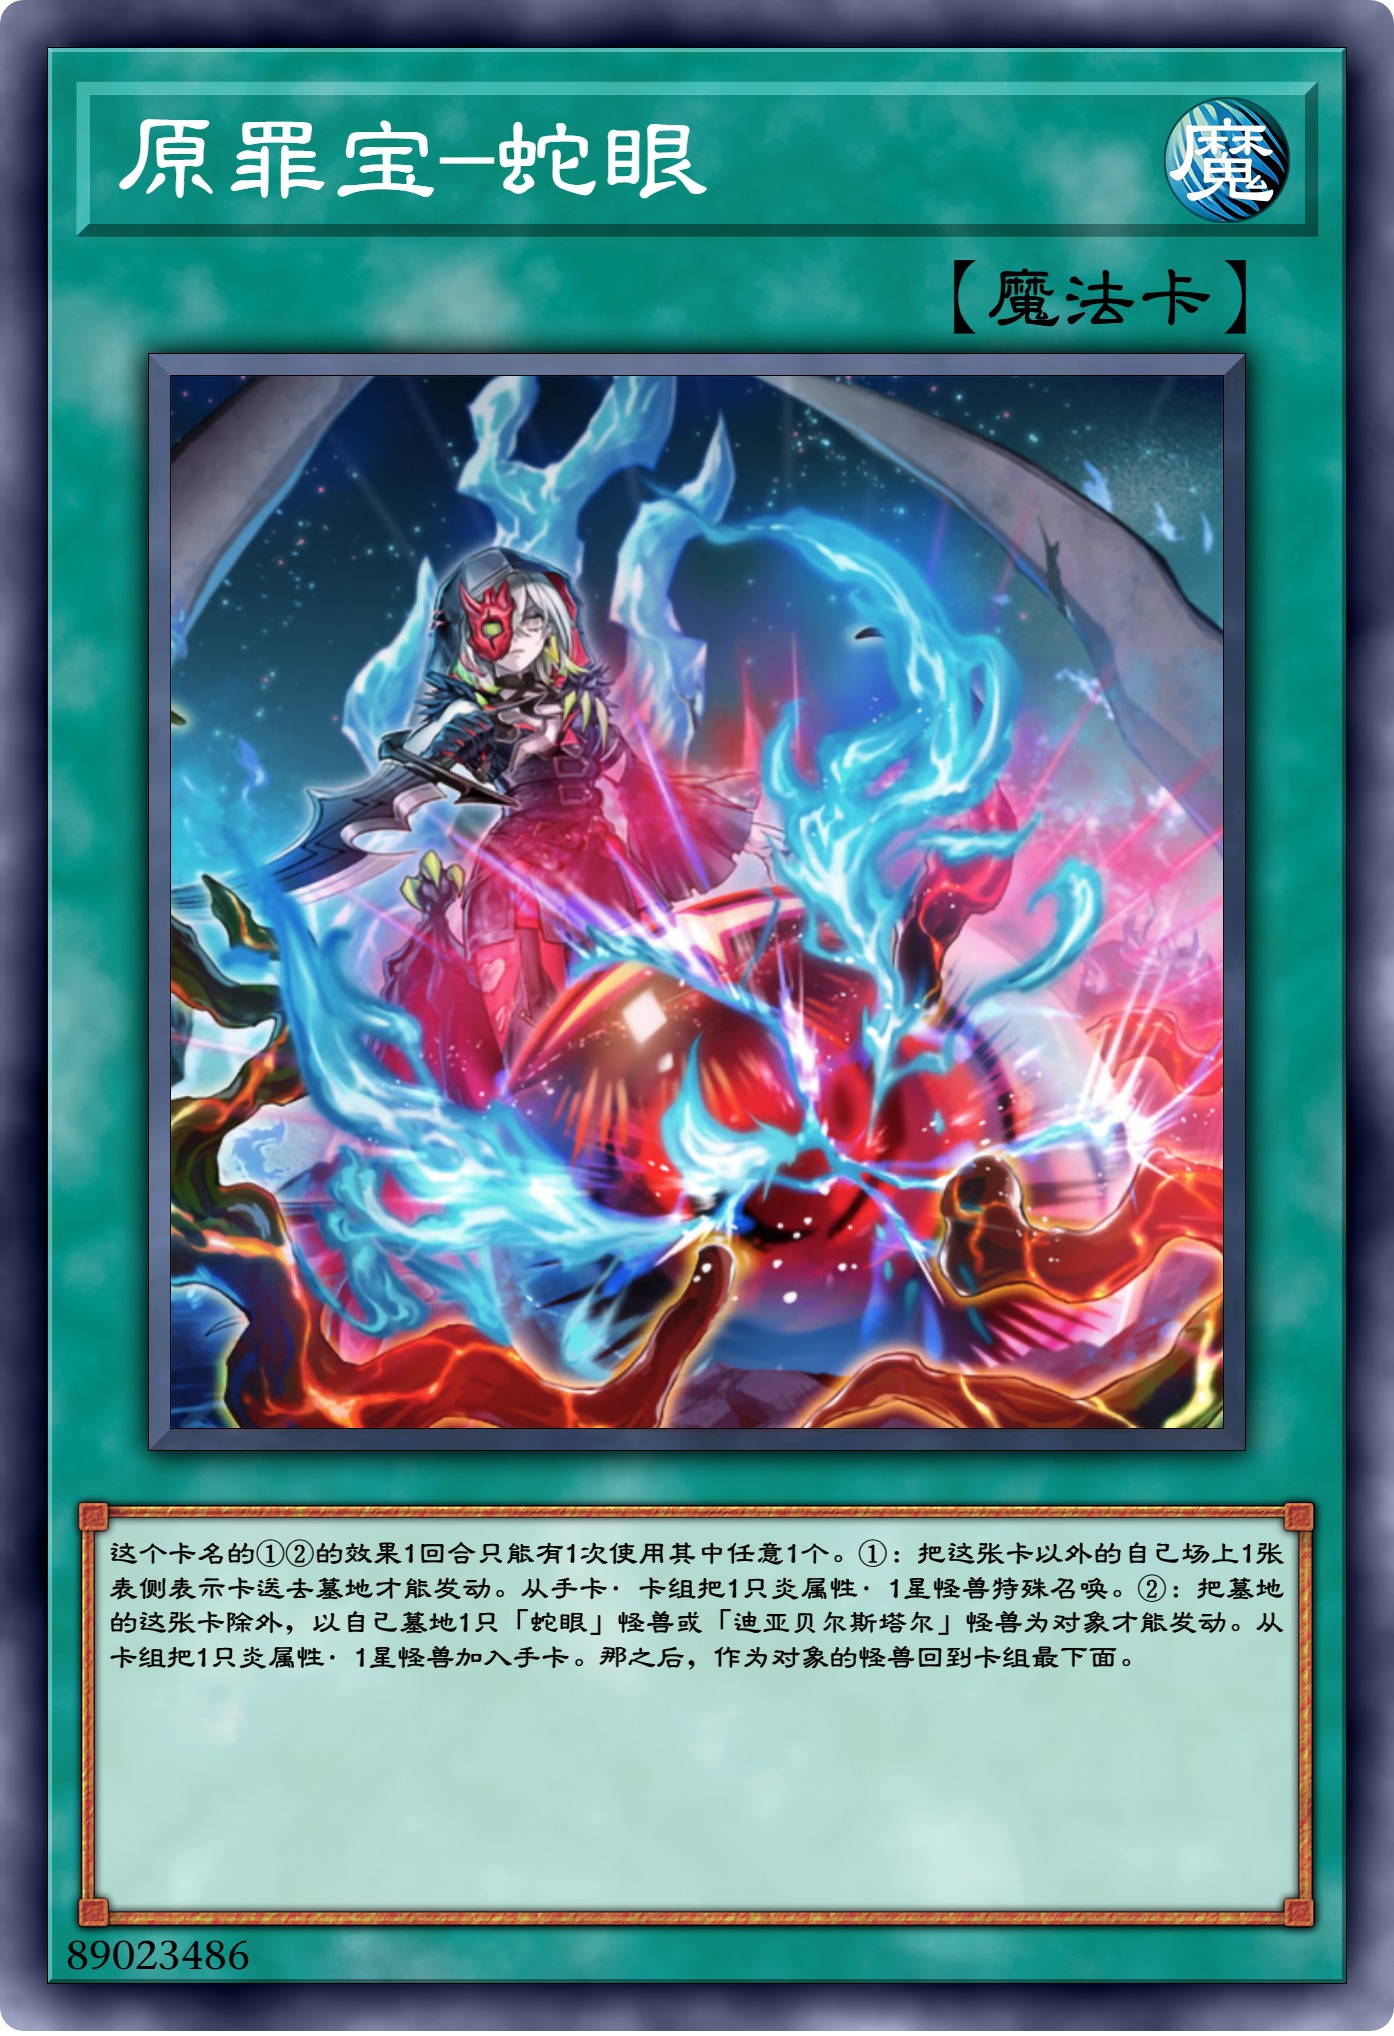 原罪宝-蛇眼
魔
【魔法卡】
这个卡名的①②的效果1回合只能有1次使用其中任意1个。①：把这张卡以外的自己场上1张
表侧表示卡送去墓地才能发动。从手卡·卡组把1只炎属性·1星怪兽特殊召唤。②：把墓地
的这张卡除外，以自己墓地1只「蛇眼」怪兽或「迪亚贝尔斯塔尔」怪兽为对象才能发动。从
卡组把1只炎属性·1星怪兽加入手卡。那之后，作为对象的怪兽回到卡组最下面。
89023486